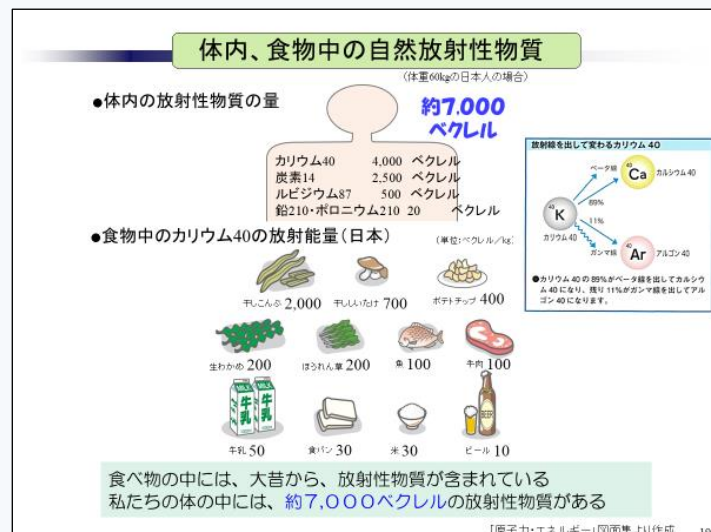 体内、食物中の自然放射性物質
(体重60kgの日本人の場合)
●体内の放射性物質の量
約7,000
ベクレル
カリウム40 4,000 ベクレル
炭素14 2,500 ベクレル
ルビジウム87 500 ベクレル
鉛210・ポロニウム210 20 ベクレル
放射線を出して変わるカリウム40
40K
カリウム40
ベータ線
89%
40Ca
カルシウム40
11%
ガンマ線
40Ar
アルゴン40
●カリウム40の89%がベータ線を出してカルシ
ウム40になり、残り11%がガンマ線を出してアル
ゴン40になります。
●食物中のカリウム40の放射能量(日本)
(単位:ベクレル/kg)
干しこんぶ 2,000
干ししいたけ 700
ポテトチップ 400
生わかめ 200
ほうれん草 200
魚 100
牛肉 100
MILK
牛乳
MILK
牛乳
BEER
牛乳 50
食パン 30
米 30
ビール 10
食べ物の中には、大昔から、放射性物質が含まれている
私たちの体の中には、約7,000ベクレルの放射性物質がある
「原子力・エネルギー」図面集より作成
10